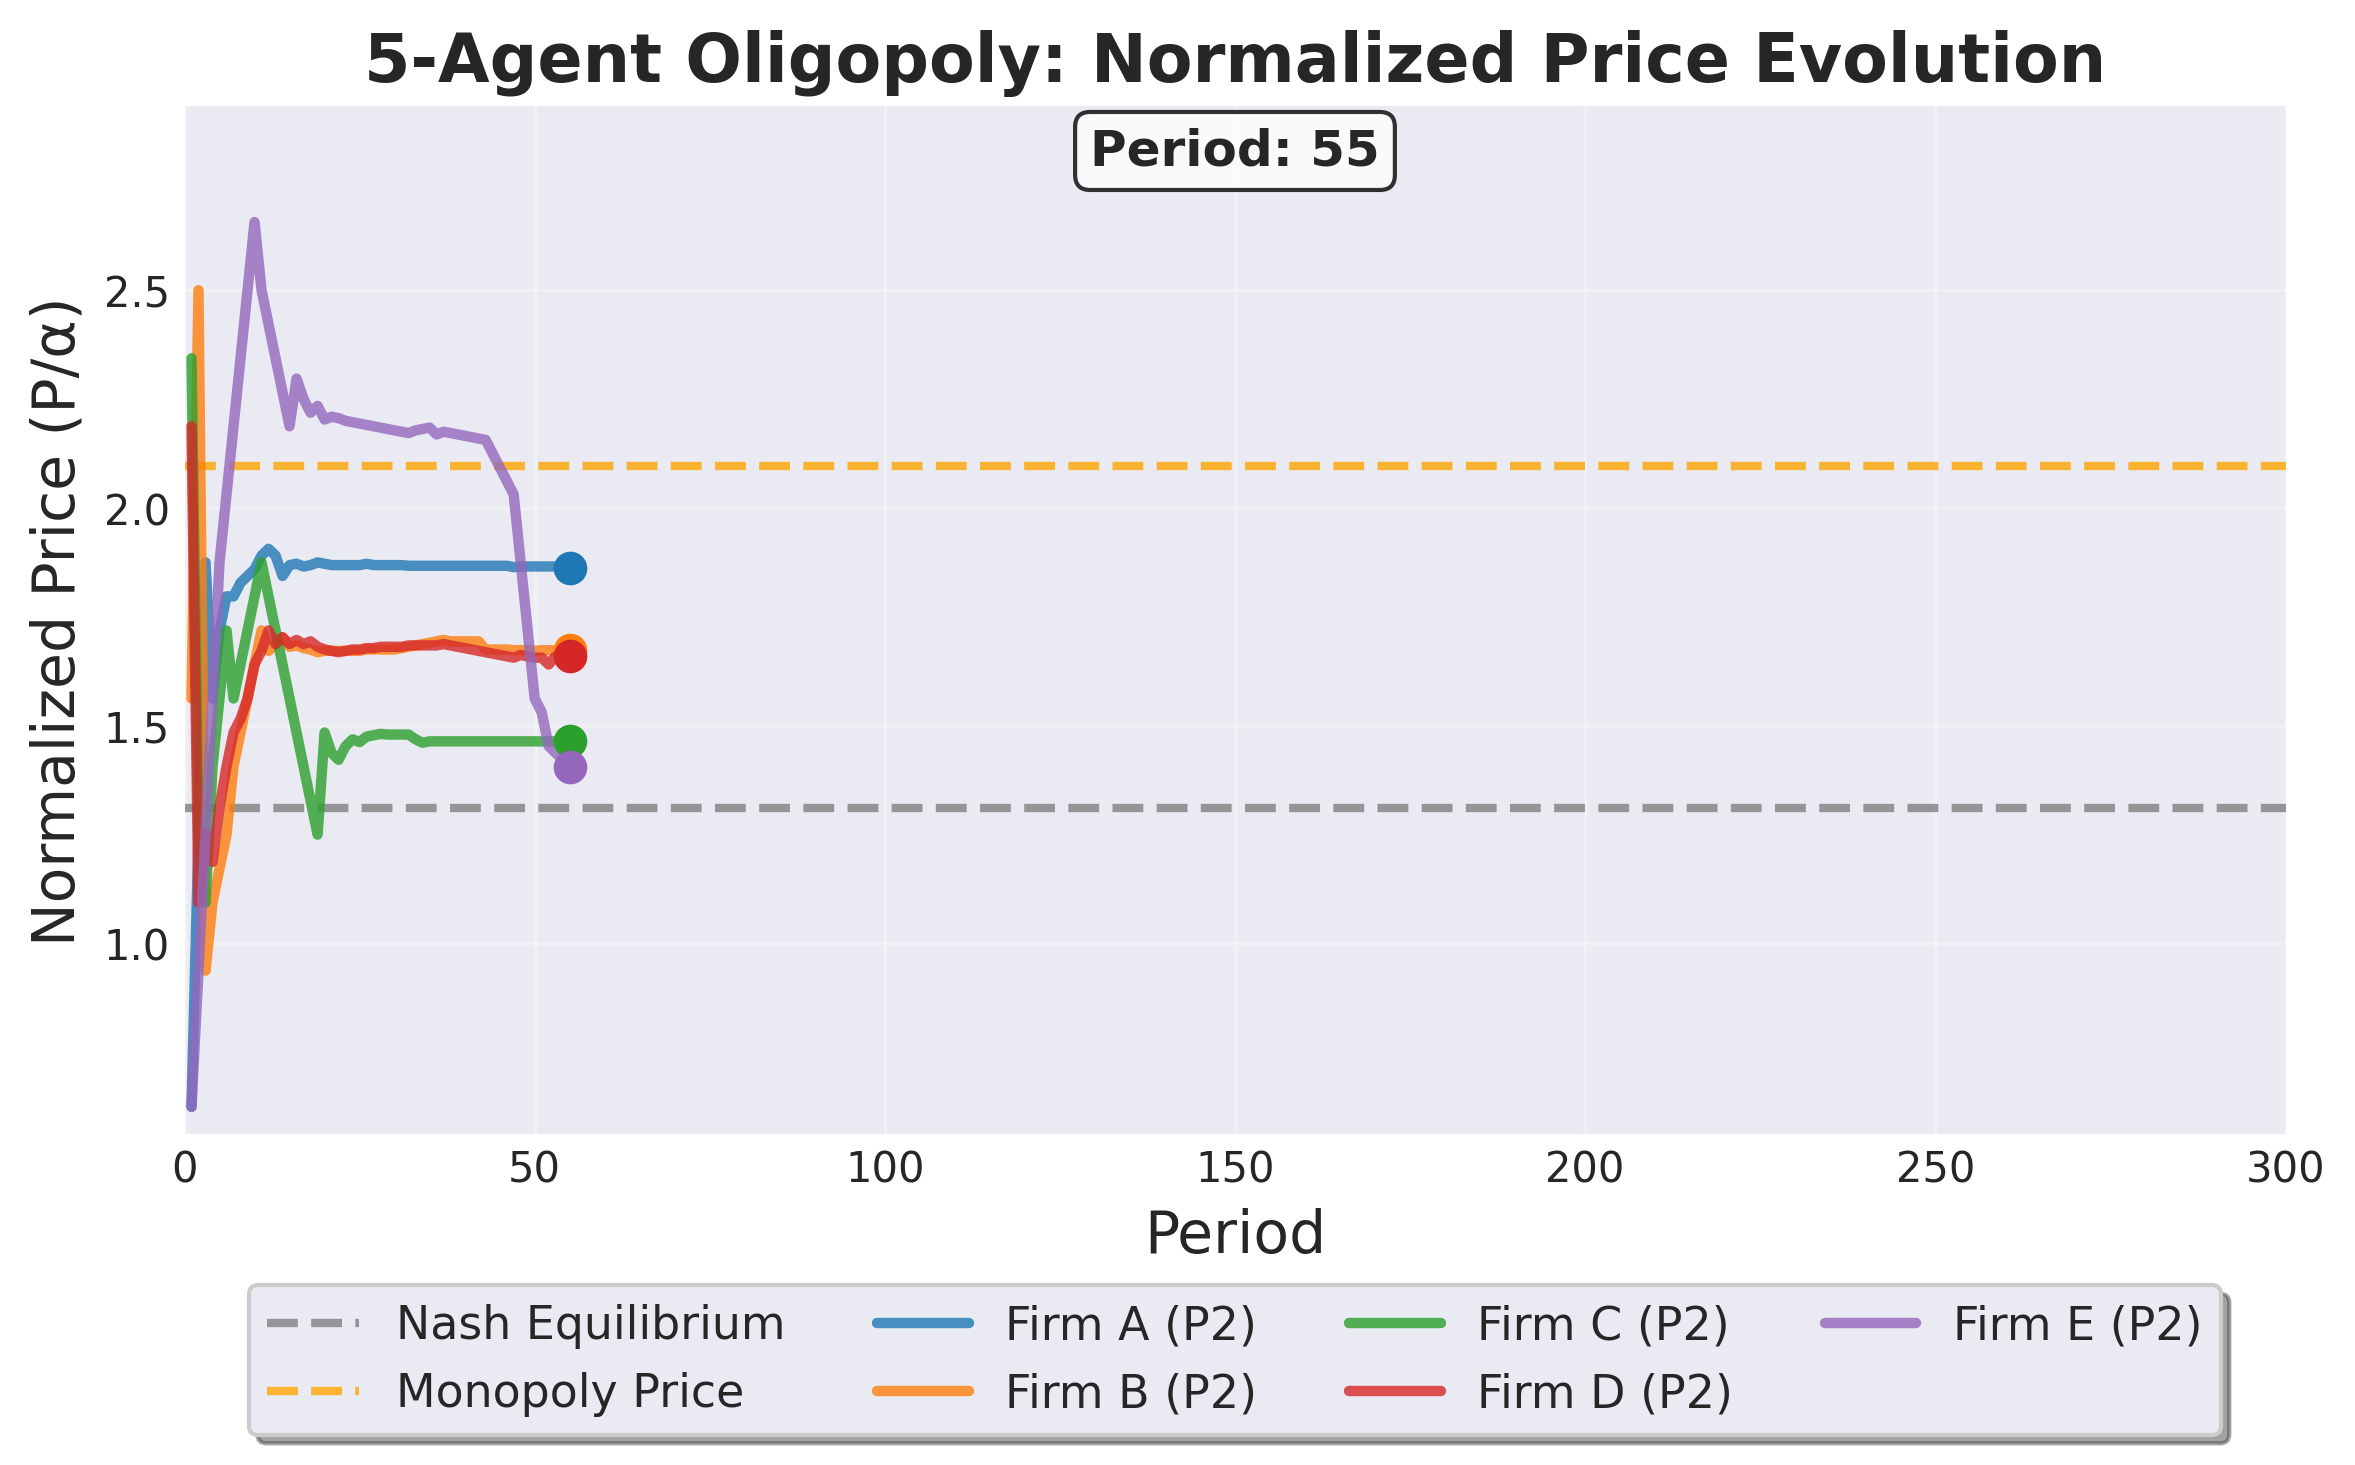 5-Agent Oligopoly: Normalized Price Evolution
Period: 55
Normalized Price (P/α)
2.5
2.0
1.5
1.0
0 50 100 150 200 250 300
Period
Nash Equilibrium Firm A (P2) Firm C (P2) Firm E (P2)
Monopoly Price Firm B (P2) Firm D (P2)